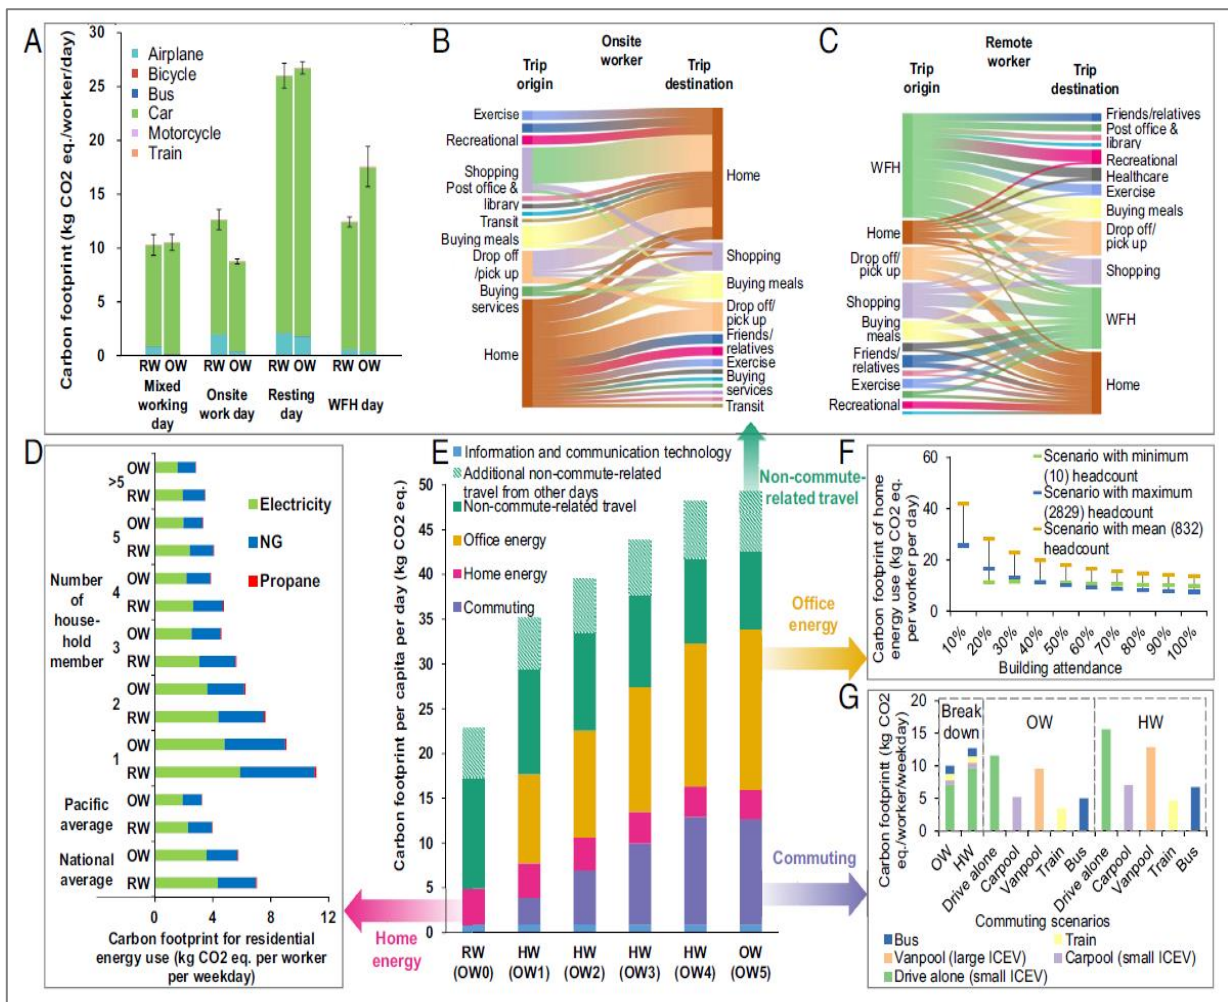 A
Carbon footprint (kg CO2 eq./worker/day)
30
25
20
15
10
5
0
Airplane
Bicycle
Bus
Car
Motorcycle
Train
RW OW RW OW RW OW RW OW
Mixed
working
day
Onsite
work day
Resting
day
WFH day
B
Onsite
worker
Trip
origin
Trip
destination
Exercise
Recreational
Shopping
Post office &
library
Transit
Buying meals
Drop off
/pick up
Buying
services
Home
Home
Shopping
Buying meals
Drop off/
pick up
Friends/
relatives
Exercise
Buying
services
Transit
C
Remote
worker
Trip
origin
Trip
destination
WFH
Home
Drop off/
pick up
Shopping
Buying
meals
Friends/
relatives
Exercise
Recreational
Friends/relatives
Post office &
library
Recreational
Healthcare
Exercise
Buying meals
Drop off/
pick up
Shopping
WFH
Home
D
Electricity
NG
Propane
Number
of
house-
hold
member
>5
OW
RW
5
OW
RW
4
OW
RW
3
OW
RW
2
OW
RW
1
OW
RW
Pacific
average
OW
RW
National
average
OW
RW
0 4 8 12
Carbon footprint for residential
energy use (kg CO2 eq. per worker
per weekday)
E
Information and communication technology
Additional non-commute-related
travel from other days
Non-commute-related travel
Office energy
Home energy
Commuting
Carbon footprint per capita per day (kg CO2 eq.)
50
45
40
35
30
25
20
15
10
5
0
RW
(OW0)
HW
(OW1)
HW
(OW2)
HW
(OW3)
HW
(OW4)
OW
(OW5)
Home
energy
Non-commute-
related travel
Office
energy
Commuting
F
Carbon footprint of home
energy use (kg CO2 eq.
per worker per day)
60
40
20
0
Scenario with minimum
(10) headcount
Scenario with maximum
(2829) headcount
Scenario with mean (832)
headcount
10% 20% 30% 40% 50% 60% 70% 80% 90% 100%
Building attendance
G
Carbon footprint (kg CO2
eq./worker/weekday)
20
15
10
5
0
Break
down
OW
HW
OW
HW
Drive alone
Carpool
Vanpool
Train
Bus
Drive alone
Carpool
Vanpool
Train
Bus
Commuting scenarios
Bus
Train
Vanpool (large ICEV)
Carpool (small ICEV)
Drive alone (small ICEV)